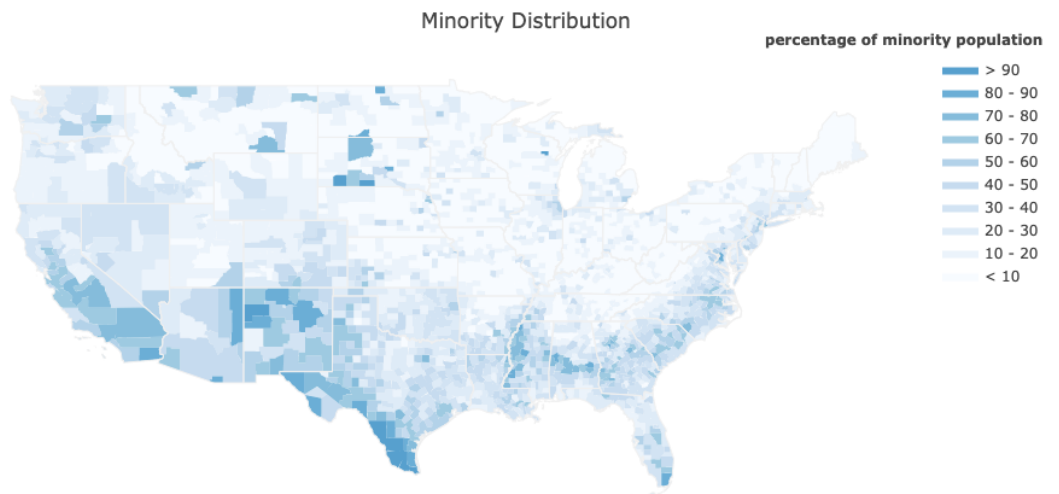 Minority Distribution
percentage of minority population
> 90
80 - 90
70 - 80
60 - 70
50 - 60
40 - 50
30 - 40
20 - 30
10 - 20
< 10